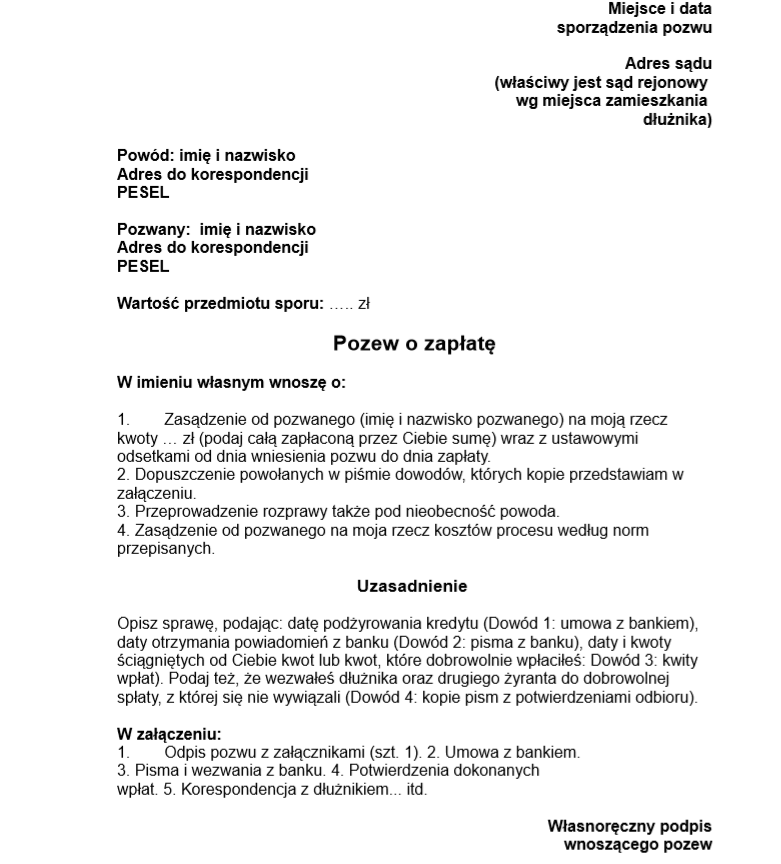 Miejsce i data
sporządzenia pozwu
Adres sądu
(właściwy jest sąd rejonowy
wg miejsca zamieszkania
dłużnika)
Powód: imię i nazwisko
Adres do korespondencji
PESEL
Pozwany:  imię i nazwisko
Adres do korespondencji
PESEL
Wartość przedmiotu sporu: ….. zł
Pozew o zapłatę
W imieniu własnym wnoszę o:
1. Zasądzenie od pozwanego (imię i nazwisko pozwanego) na moją rzecz
kwoty … zł (podaj całą zapłaconą przez Ciebie sumę) wraz z ustawowymi
odsetkami od dnia wniesienia pozwu do dnia zapłaty.
2. Dopuszczenie powołanych w piśmie dowodów, których kopie przedstawiam w
załączeniu.
3. Przeprowadzenie rozprawy także pod nieobecność powoda.
4. Zasądzenie od pozwanego na moja rzecz kosztów procesu według norm
przepisanych.
Uzasadnienie
Opisz sprawę, podając: datę podżyrowania kredytu (Dowód 1: umowa z bankiem),
daty otrzymania powiadomień z banku (Dowód 2: pisma z banku), daty i kwoty
ściągniętych od Ciebie kwot lub kwot, które dobrowolnie wpłaciłeś: Dowód 3: kwity
wpłat). Podaj też, że wezwałeś dłużnika oraz drugiego żyranta do dobrowolnej
spłaty, z której się nie wywiązali (Dowód 4: kopie pism z potwierdzeniami odbioru).
W załączeniu:
1. Odpis pozwu z załącznikami (szt. 1). 2. Umowa z bankiem.
3. Pisma i wezwania z banku. 4. Potwierdzenia dokonanych
wpłat. 5. Korespondencja z dłużnikiem... itd.
Własnoręczny podpis
wnoszącego pozew